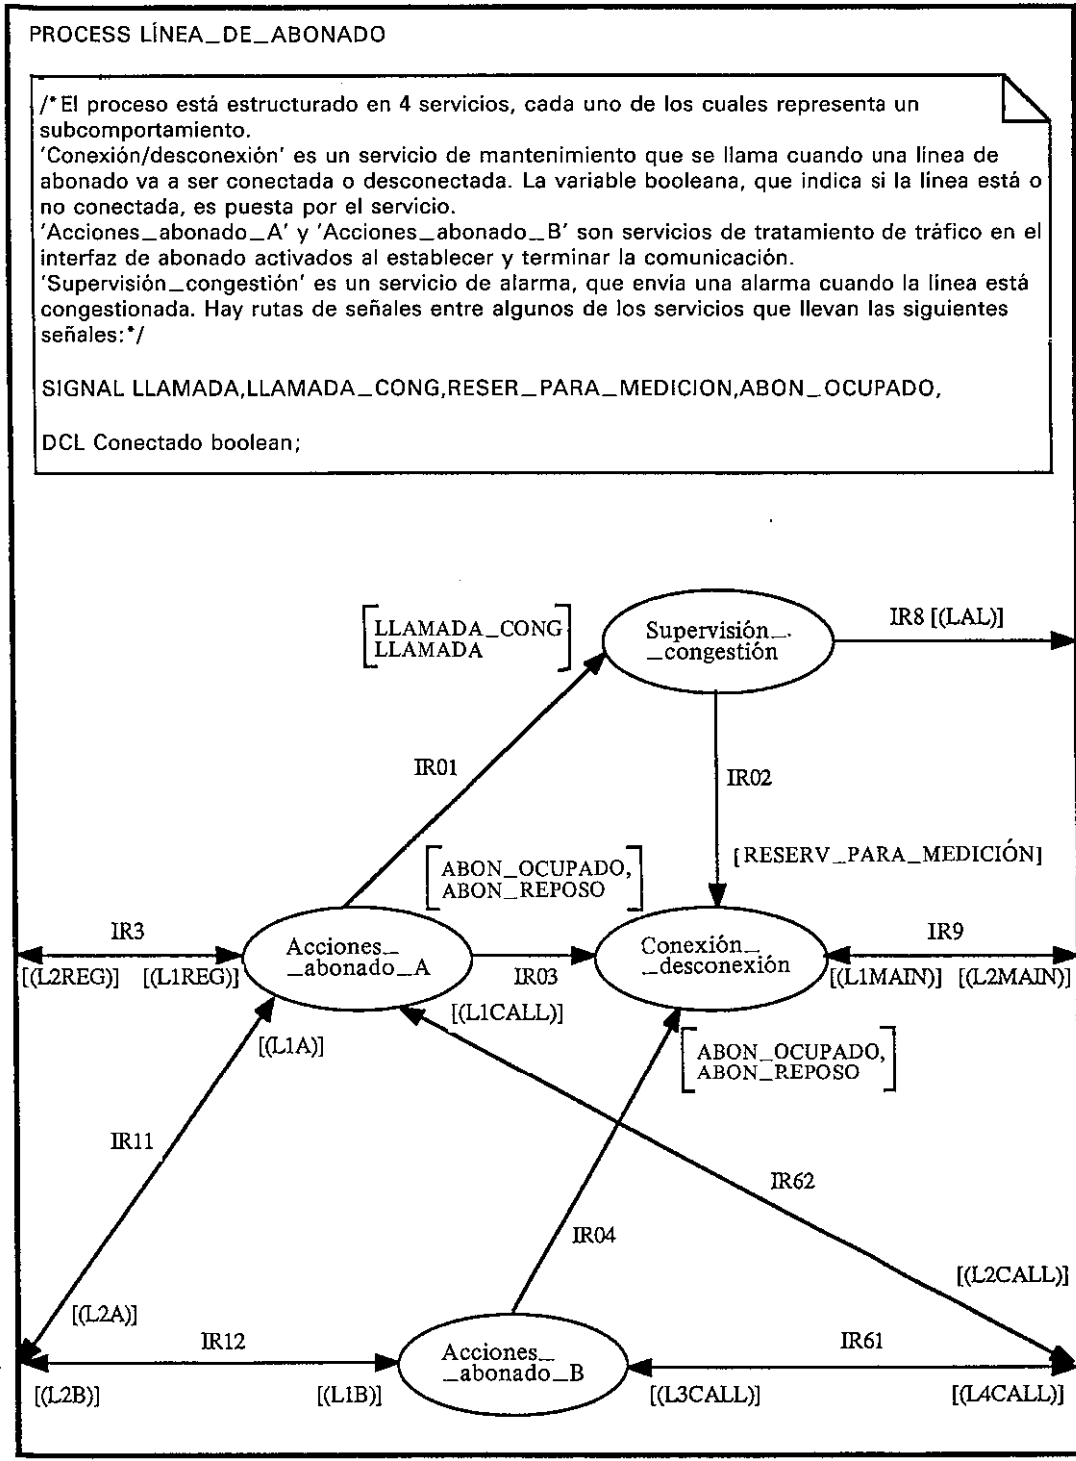 PROCESS LÍNEA_DE_ABONADO
/*El proceso está estructurado en 4 servicios, cada uno de los cuales representa un
subcomportamiento.
'Conexión/desconexión' es un servicio de mantenimiento que se llama cuando una línea de
abonado va a ser conectada o desconectada. La variable booleana, que indica si la línea está o
no conectada, es puesta por el servicio.
'Acciones_abonado_A' y 'Acciones_abonado_B' son servicios de tratamiento de tráfico en el
interfaz de abonado activados al establecer y terminar la comunicación.
'Supervisión_congestión' es un servicio de alarma, que envía una alarma cuando la línea está
congestionada. Hay rutas de señales entre algunos de los servicios que llevan las siguientes
señales:*/
SIGNAL LLAMADA,LLAMADA_CONG,RESER_PARA_MEDICION,ABON_OCUPADO,
DCL Conectado boolean;
LLAMADA_CONG
LLAMADA
Supervisión_
_congestión
IR8 [(LAL)]
IR01
IR02
[RESERV_PARA_MEDICIÓN]
ABON_OCUPADO,
ABON_REPOSO
IR3
Acciones_
_abonado_A
IR03
Conexión_
_desconexión
IR9
[(L2REG)]
[(L1REG)]
[(L1MAIN)]
[(L2MAIN)]
[(L1CALL)]
[(L1A)]
ABON_OCUPADO,
ABON_REPOSO
IR11
IR62
IR04
[(L2CALL)]
[(L2A)]
IR12
Acciones_
_abonado_B
IR61
[(L2B)]
[(L1B)]
[(L3CALL)]
[(L4CALL)]